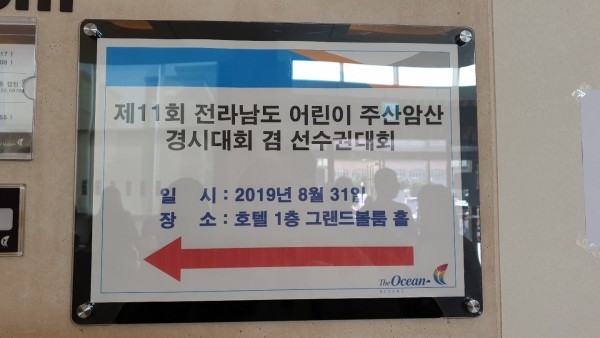 제11회 전라남도 어린이 주산암산
경시대회 겸 선수권대회
일 시 : 2019년 8월 31일
장 소 : 호텔 1층 그랜드볼룸 홀
The Ocean
RESORT